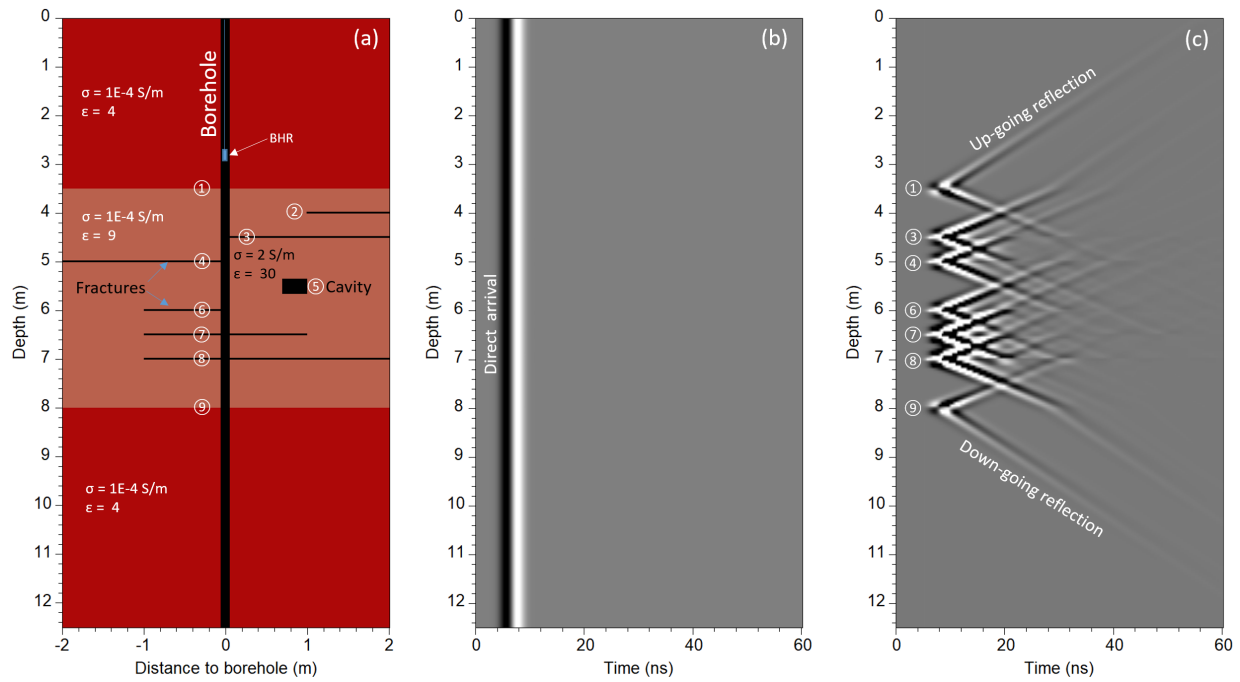 (a)
0
1
2
3
4
5
6
7
8
9
10
11
12
Depth (m)
-2
-1
0
1
2
Distance to borehole (m)
σ = 1E-4 S/m
ε = 4
Borehole
BHR
①
σ = 1E-4 S/m
ε = 9
②
③
σ = 2 S/m
ε = 30
④
Fractures
⑤ Cavity
⑥
⑦
⑧
⑨
σ = 1E-4 S/m
ε = 4
(b)
0
1
2
3
4
5
6
7
8
9
10
11
12
Depth (m)
0
20
40
60
Time (ns)
Direct arrival
(c)
0
1
2
3
4
5
6
7
8
9
10
11
12
Depth (m)
0
20
40
60
Time (ns)
Up-going reflection
①
③
④
⑥
⑦
⑧
⑨
Down-going reflection